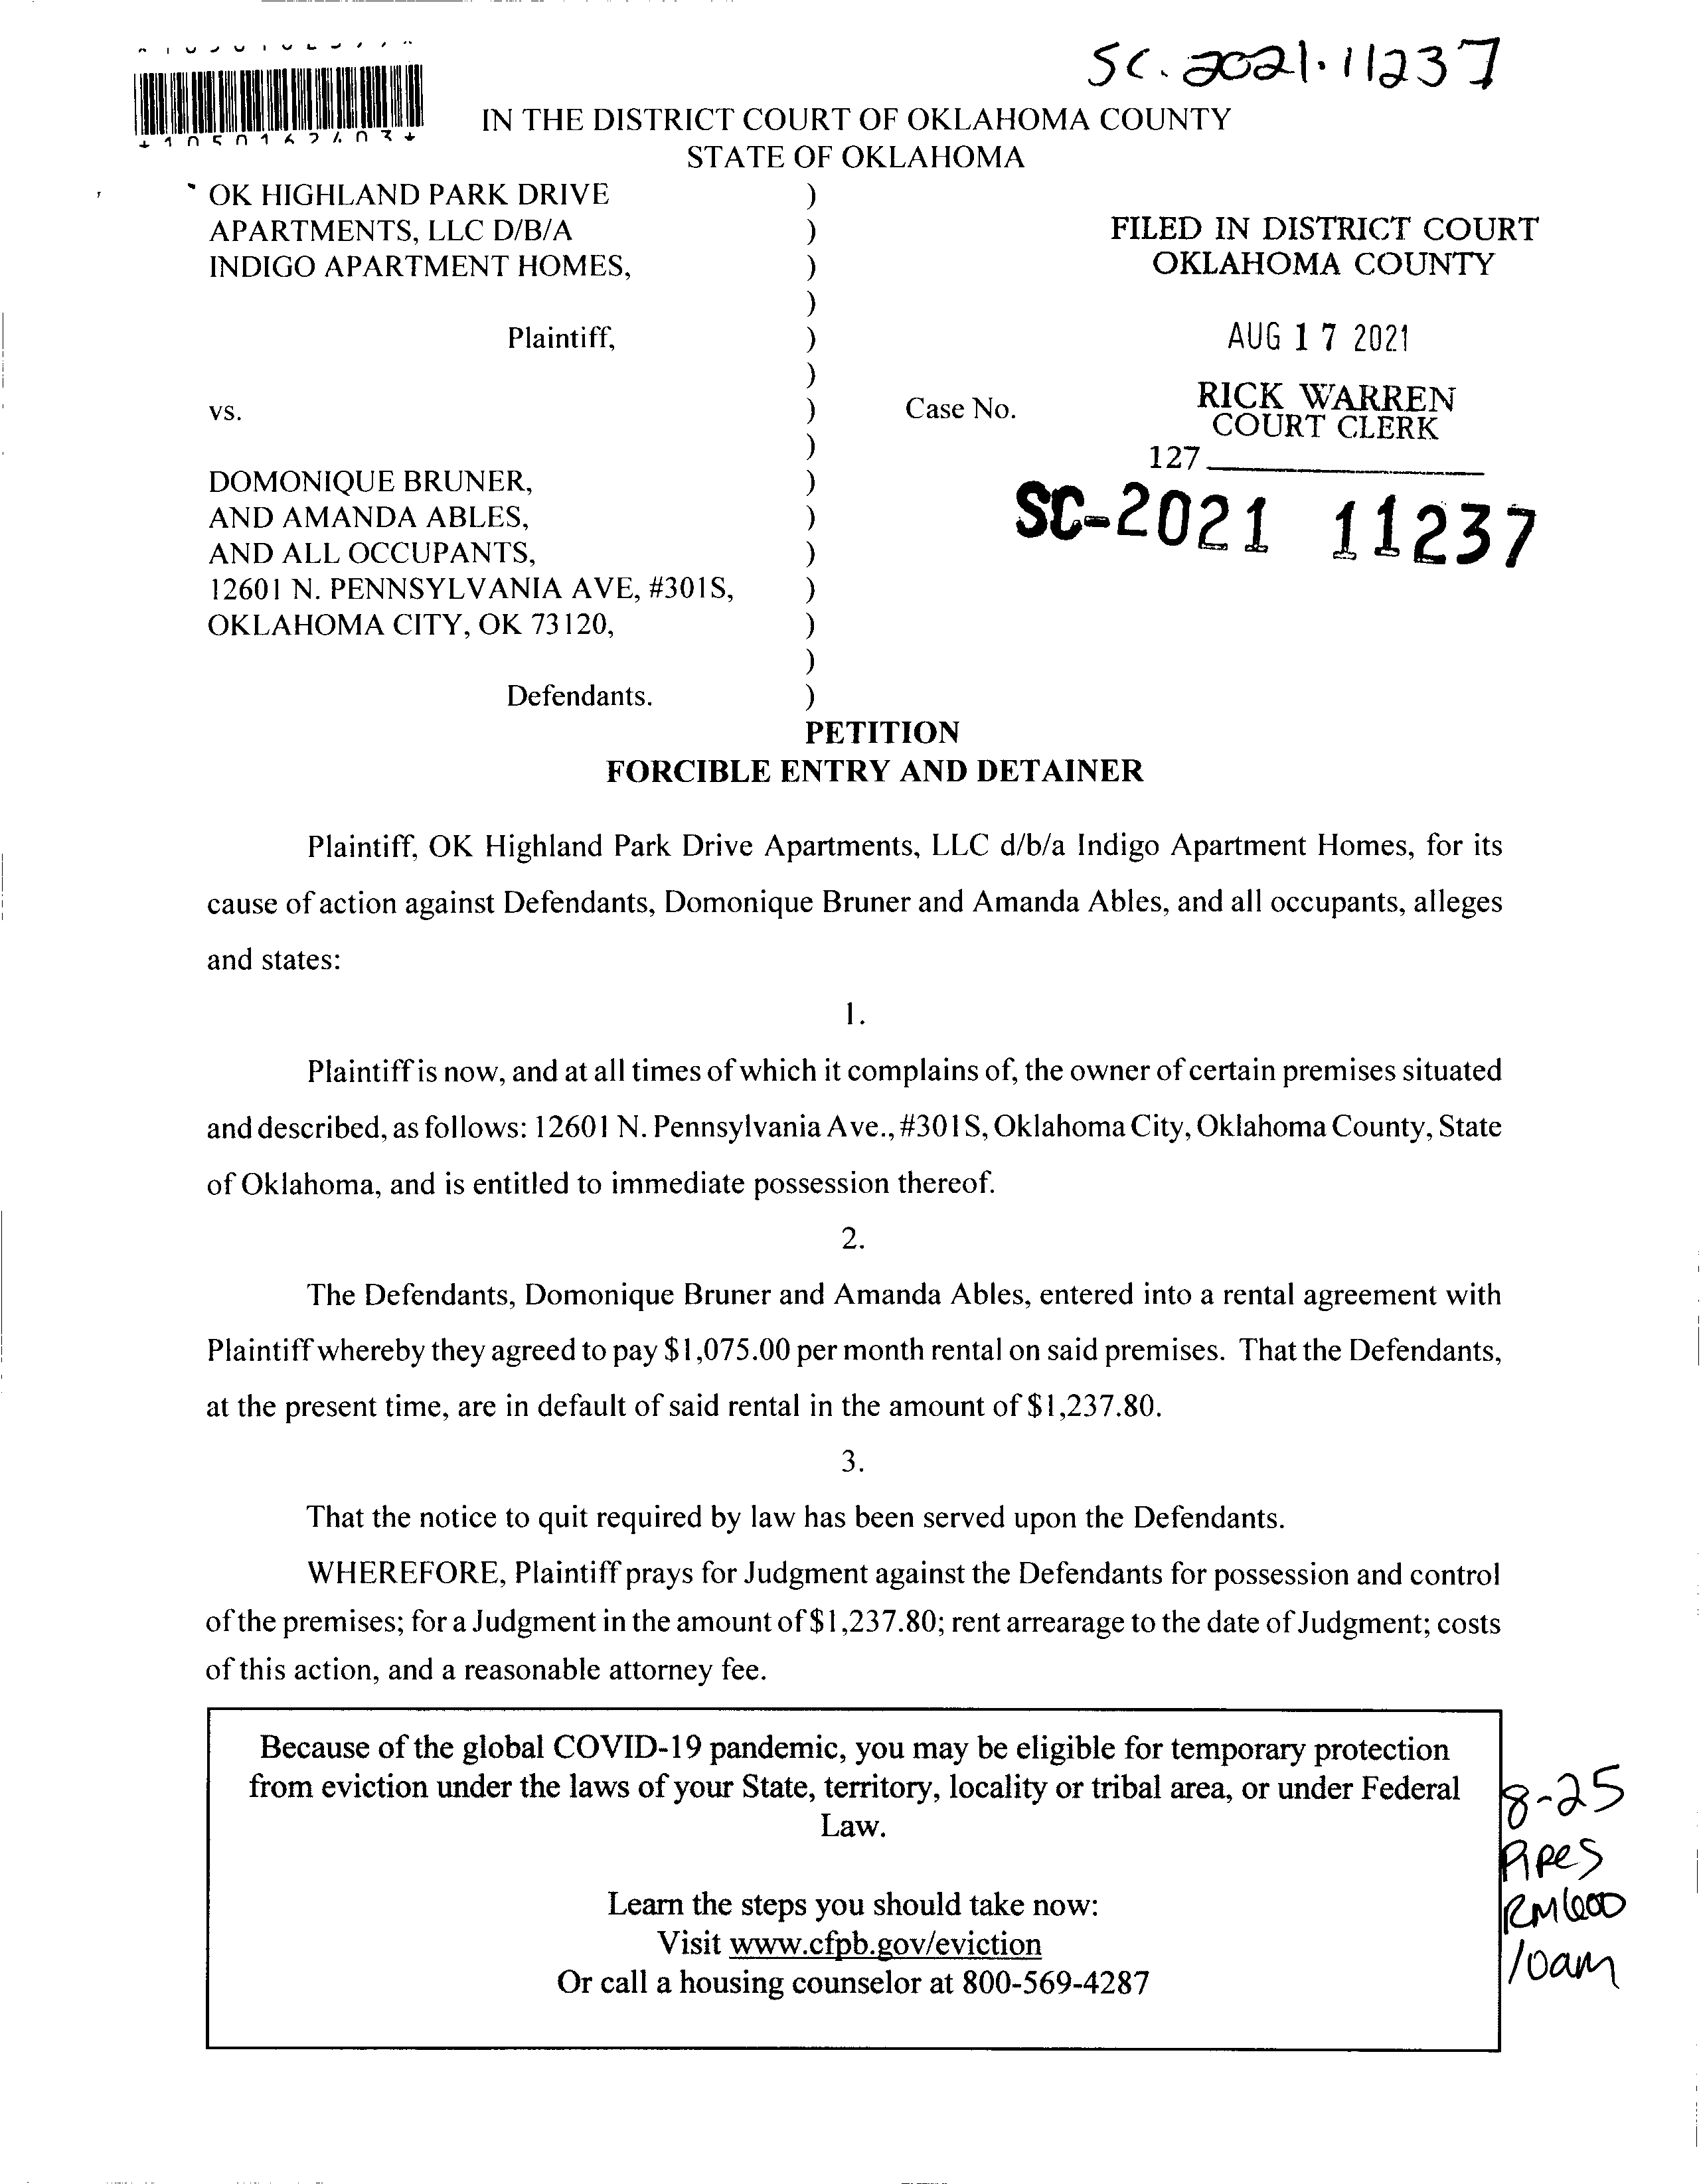 SC.2021.11237
*1050162603*
IN THE DISTRICT COURT OF OKLAHOMA COUNTY
STATE OF OKLAHOMA
OK HIGHLAND PARK DRIVE )
APARTMENTS, LLC D/B/A )
INDIGO APARTMENT HOMES, )
)
Plaintiff, )
)
vs. ) Case No.
)
DOMONIQUE BRUNER, )
AND AMANDA ABLES, )
AND ALL OCCUPANTS, )
12601 N. PENNSYLVANIA AVE, #301S, )
OKLAHOMA CITY, OK 73120, )
)
Defendants. )
FILED IN DISTRICT COURT
OKLAHOMA COUNTY
AUG 17 2021
RICK WARREN
COURT CLERK
127
SC-2021 11237
PETITION
FORCIBLE ENTRY AND DETAINER
Plaintiff, OK Highland Park Drive Apartments, LLC d/b/a Indigo Apartment Homes, for its
cause of action against Defendants, Domonique Bruner and Amanda Ables, and all occupants, alleges
and states:
1.
Plaintiff is now, and at all times of which it complains of, the owner of certain premises situated
and described, as follows: 12601 N. Pennsylvania Ave., #301S, Oklahoma City, Oklahoma County, State
of Oklahoma, and is entitled to immediate possession thereof.
2.
The Defendants, Domonique Bruner and Amanda Ables, entered into a rental agreement with
Plaintiff whereby they agreed to pay $1,075.00 per month rental on said premises. That the Defendants,
at the present time, are in default of said rental in the amount of $1,237.80.
3.
That the notice to quit required by law has been served upon the Defendants.
WHEREFORE, Plaintiff prays for Judgment against the Defendants for possession and control
of the premises; for a Judgment in the amount of $1,237.80; rent arrearage to the date of Judgment; costs
of this action, and a reasonable attorney fee.
Because of the global COVID-19 pandemic, you may be eligible for temporary protection
from eviction under the laws of your State, territory, locality or tribal area, or under Federal
Law.
Learn the steps you should take now:
Visit www.cfpb.gov/eviction
Or call a housing counselor at 800-569-4287
8-25
Pipes
RM600
10am